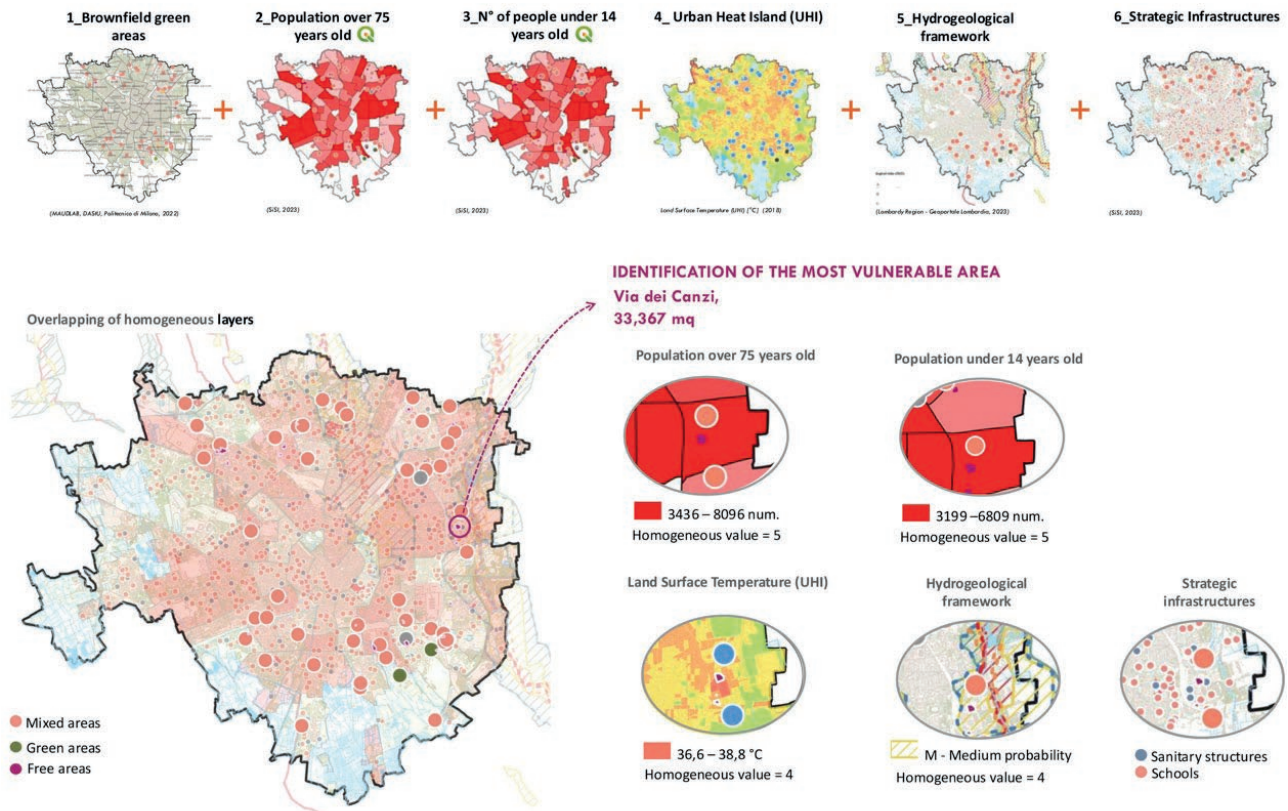 1_Brownfield green
areas
2_Population over 75
years old
3_N° of people under 14
years old
4_ Urban Heat Island (UHI)
5_Hydrogeological
framework
6_Strategic Infrastructures
+
+
+
+
+
(MAUDLAB, DAStU, Politecnico di Milano, 2022)
(SiSI, 2023)
(SiSI, 2023)
Land Surface Temperature (UHI) [°C] (2018)
(Lombardy Region - Geoportale Lombardia, 2023)
(SiSI, 2023)
IDENTIFICATION OF THE MOST VULNERABLE AREA
Via dei Canzi,
33,367 mq
Overlapping of homogeneous layers
Population over 75 years old
Population under 14 years old
3436 – 8096 num.
Homogeneous value = 5
3199 –6809 num.
Homogeneous value = 5
Land Surface Temperature (UHI)
Hydrogeological
framework
Strategic
infrastructures
36,6 – 38,8 °C
Homogeneous value = 4
M - Medium probability
Homogeneous value = 4
Sanitary structures
Schools
Mixed areas
Green areas
Free areas